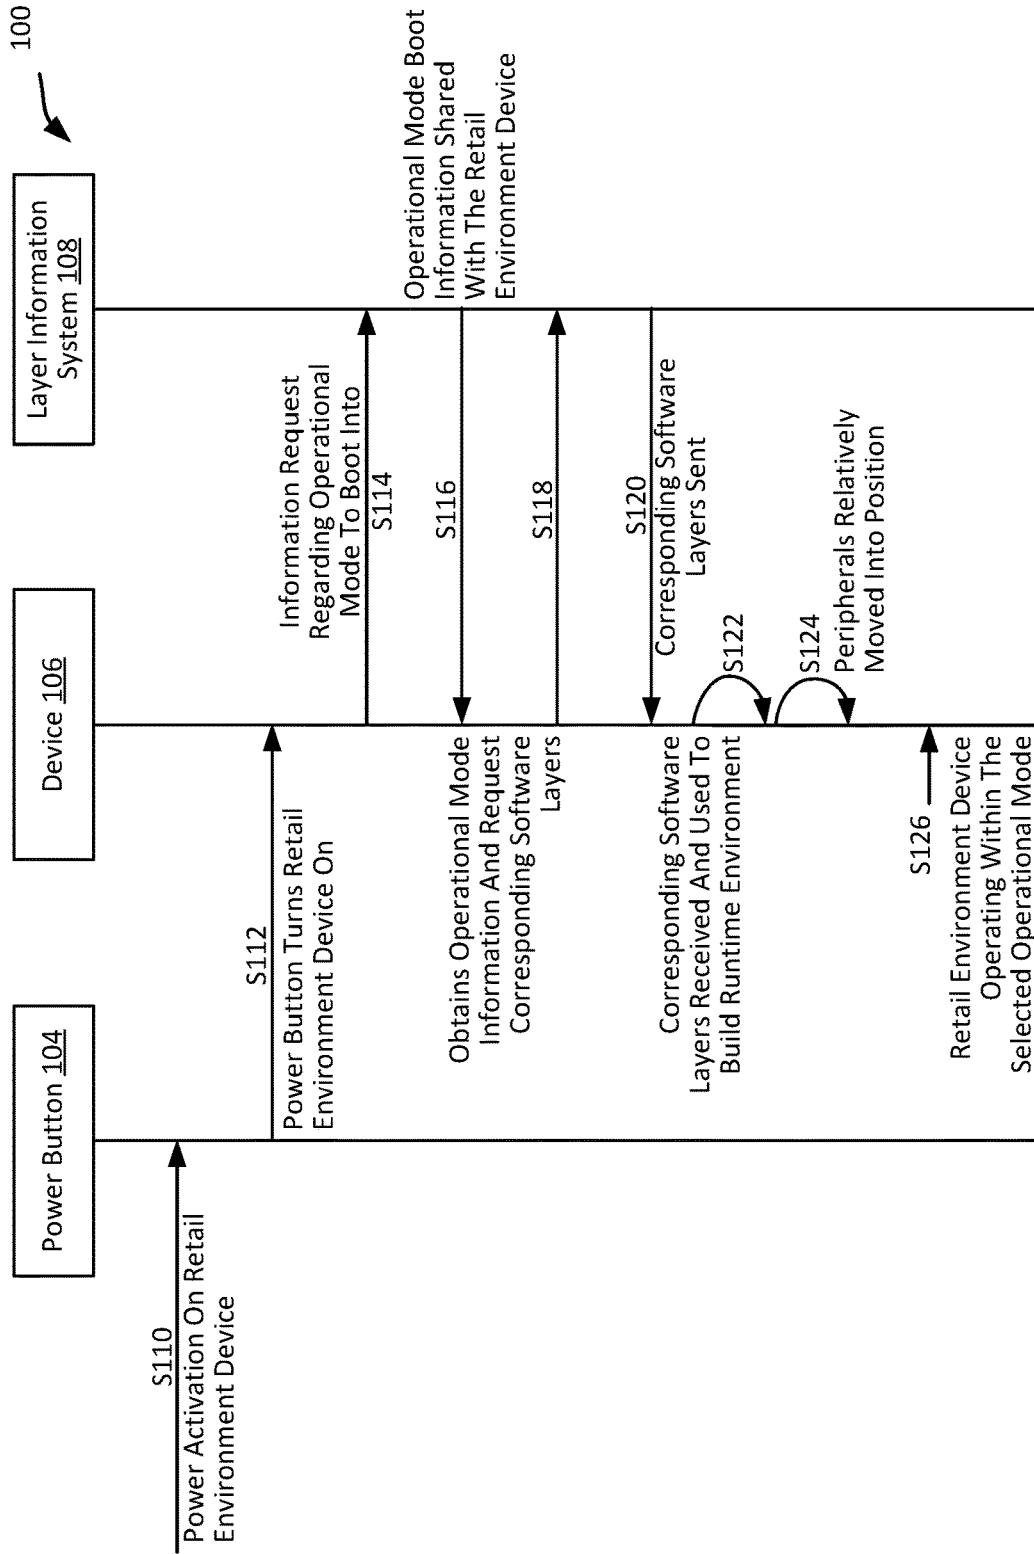 100
Power Button 104
Device 106
Layer Information
System 108
S110
Power Activation On Retail
Environment Device
S112
Power Button Turns Retail
Environment Device On
Information Request
Regarding Operational
Mode To Boot Into
S114
Operational Mode Boot
Information Shared
With The Retail
Environment Device
S116
Obtains Operational Mode
Information And Request
Corresponding Software
Layers
S118
S120
Corresponding Software
Layers Sent
Corresponding Software
Layers Received And Used To
Build Runtime Environment
S122
S124
Peripherals Relatively
Moved Into Position
S126
Retail Environment Device
Operating Within The
Selected Operational Mode